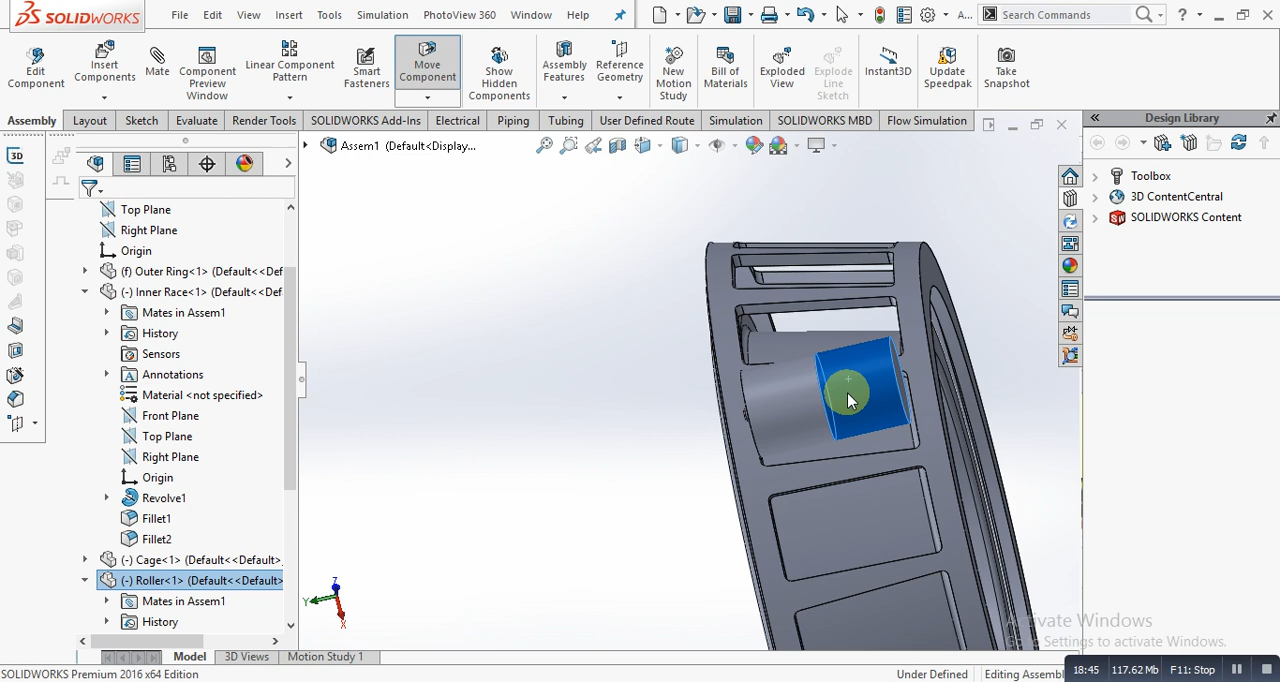 SOLIDWORKS
File Edit View Insert Tools Simulation PhotoView 360 Window Help
A... Search Commands
Edit Component
Insert Components
Mate
Component Preview Window
Linear Component Pattern
Smart Fasteners
Move Component
Show Hidden Components
Assembly Features
Reference Geometry
New Motion Study
Bill of Materials
Exploded View
Explode Line Sketch
Instant3D
Update Speedpak
Take Snapshot
Assembly Layout Sketch Evaluate Render Tools SOLIDWORKS Add-Ins Electrical Piping Tubing User Defined Route Simulation SOLIDWORKS MBD Flow Simulation
Design Library
Assem1 (Default<Display...
Toolbox
3D ContentCentral
SOLIDWORKS Content
Top Plane
Right Plane
Origin
(f) Outer Ring<1> (Default<<Def
(-) Inner Race<1> (Default<<Def
Mates in Assem1
History
Sensors
Annotations
Material <not specified>
Front Plane
Top Plane
Right Plane
Origin
Revolve1
Fillet1
Fillet2
(-) Cage<1> (Default<<Default>
(-) Roller<1> (Default<<Default>
Mates in Assem1
History
Z
Y
X
Model 3D Views Motion Study 1
Activate Windows
Go to Settings to activate Windows.
SOLIDWORKS Premium 2016 x64 Edition
Under Defined Editing Assembl
18:45 117.62 Mb F11: Stop